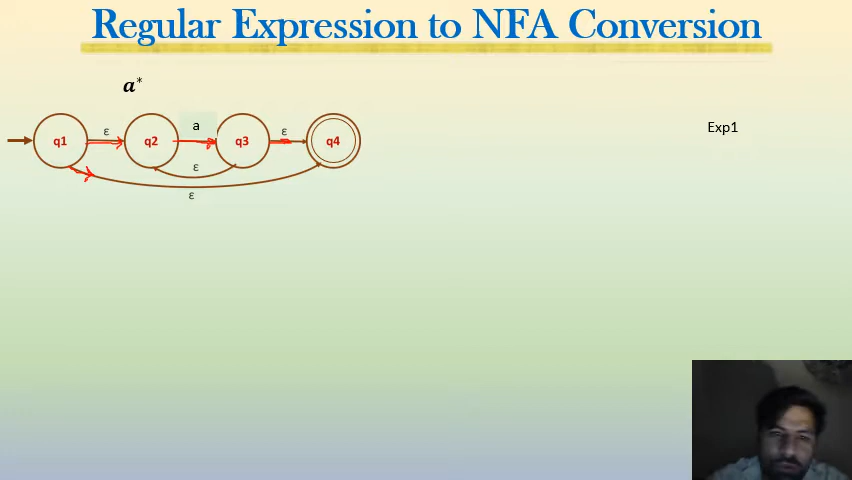 Regular Expression to NFA Conversion
a*
Exp1
ε a ε
q1 q2 q3 q4
ε
ε